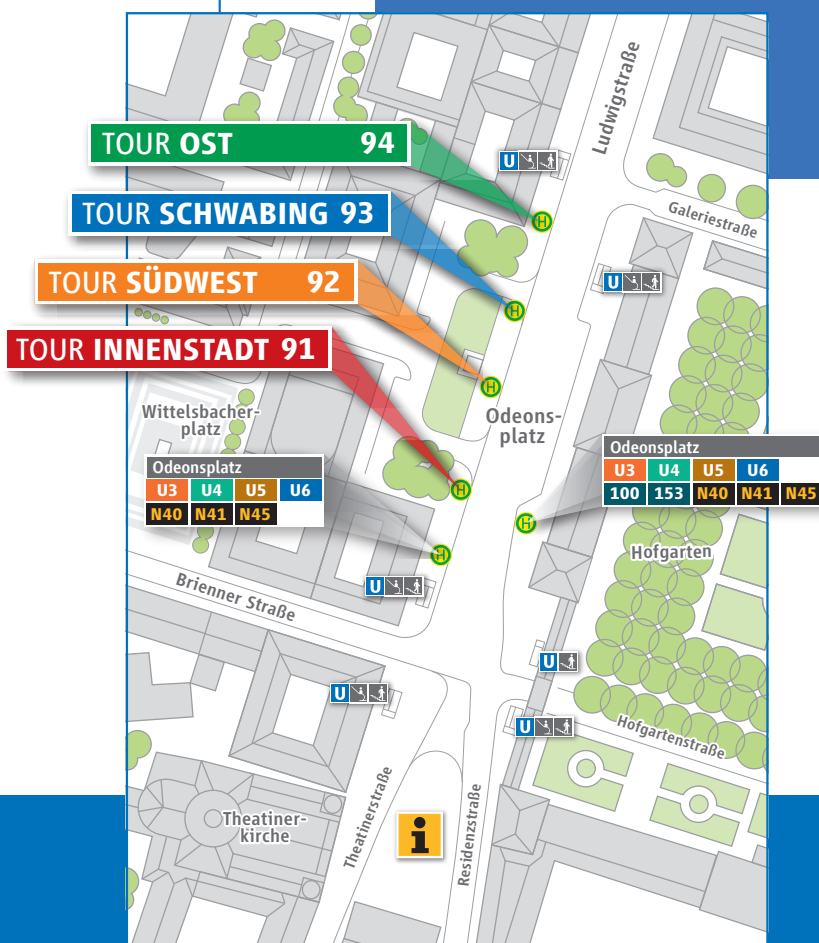 Ludwigstraße
TOUR OST 94
U
Galeriestraße
TOUR SCHWABING 93
H
TOUR SÜDWEST 92
U
H
TOUR INNENSTADT 91
H
Wittelsbacher-
platz
Odeons-
platz
Odeonsplatz
U3 U4 U5 U6
100 153 N40 N41 N45
Odeonsplatz
U3 U4 U5 U6
N40 N41 N45
H
H
H
Hofgarten
Brienner Straße
U
U
U
U
Hofgartenstraße
Theatinerstraße
Residenzstraße
Theatiner-
kirche
i